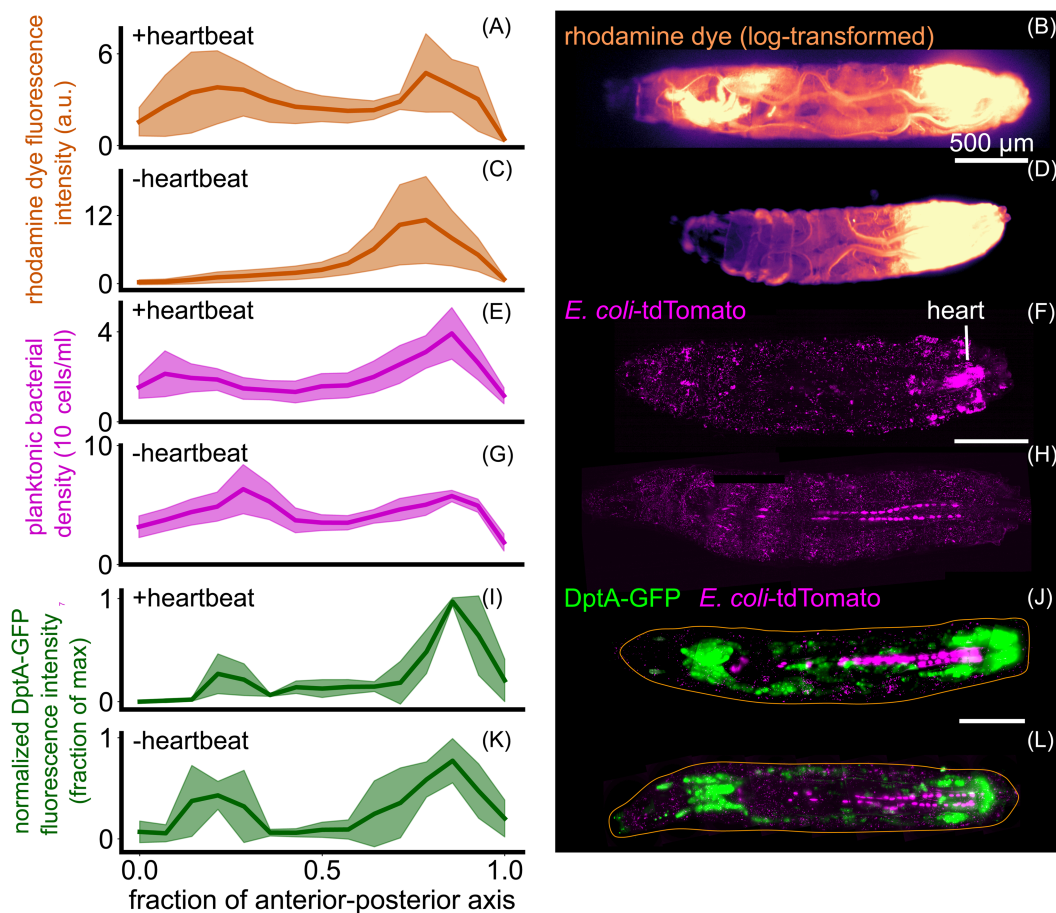 rhodamine dye fluorescence
intensity (a.u.)
+heartbeat
(A)
6
0
-heartbeat
(C)
12
0
planktonic bacterial
density (10 cells/ml)
+heartbeat
(E)
4
0
-heartbeat
(G)
10
0
normalized DptA-GFP
fluorescence intensity
(fraction of max)
7
+heartbeat
(I)
1
0
-heartbeat
(K)
1
0
0.0
0.5
1.0
fraction of anterior-posterior axis
rhodamine dye (log-transformed)
(B)
500 μm
(D)
E. coli-tdTomato
heart
(F)
(H)
DptA-GFP E. coli-tdTomato
(J)
(L)